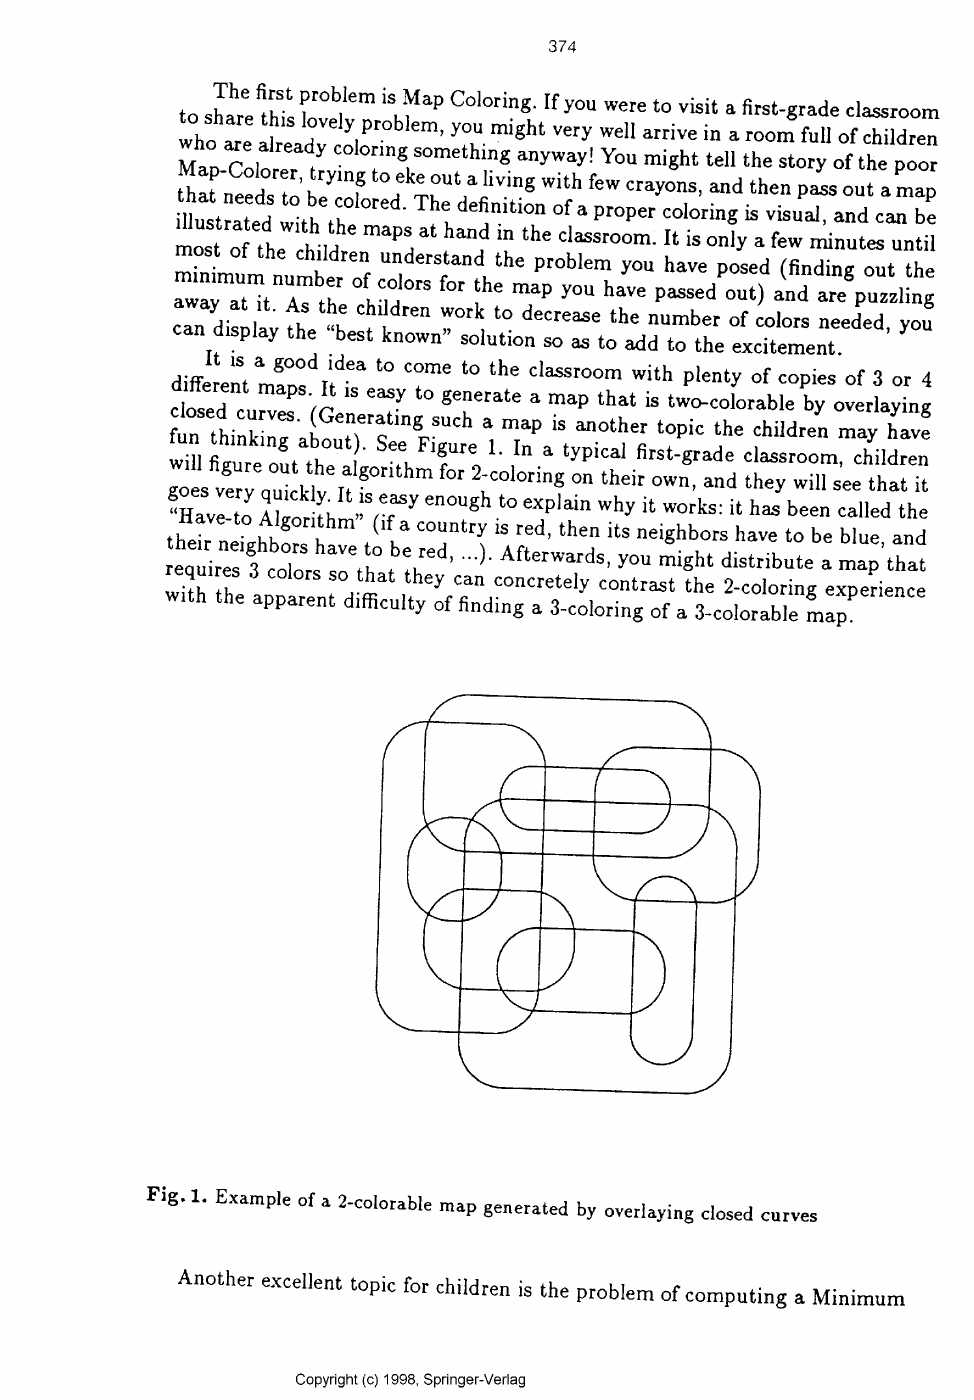 374
The first problem is Map Coloring. If you were to visit a first-grade classroom
to share this lovely problem, you might very well arrive in a room full of children
who are already coloring something anyway! You might tell the story of the poor
Map-Colorer, trying to eke out a living with few crayons, and then pass out a map
that needs to be colored. The definition of a proper coloring is visual, and can be
illustrated with the maps at hand in the classroom. It is only a few minutes until
most of the children understand the problem you have posed (finding out the
minimum number of colors for the map you have passed out) and are puzzling
away at it. As the children work to decrease the number of colors needed, you
can display the “best known” solution so as to add to the excitement.
It is a good idea to come to the classroom with plenty of copies of 3 or 4
different maps. It is easy to generate a map that is two-colorable by overlaying
closed curves. (Generating such a map is another topic the children may have
fun thinking about). See Figure 1. In a typical first-grade classroom, children
will figure out the algorithm for 2-coloring on their own, and they will see that it
goes very quickly. It is easy enough to explain why it works: it has been called the
“Have-to Algorithm” (if a country is red, then its neighbors have to be blue, and
their neighbors have to be red, ...). Afterwards, you might distribute a map that
requires 3 colors so that they can concretely contrast the 2-coloring experience
with the apparent difficulty of finding a 3-coloring of a 3-colorable map.
Fig. 1. Example of a 2-colorable map generated by overlaying closed curves
Another excellent topic for children is the problem of computing a Minimum
Copyright (c) 1998, Springer-Verlag